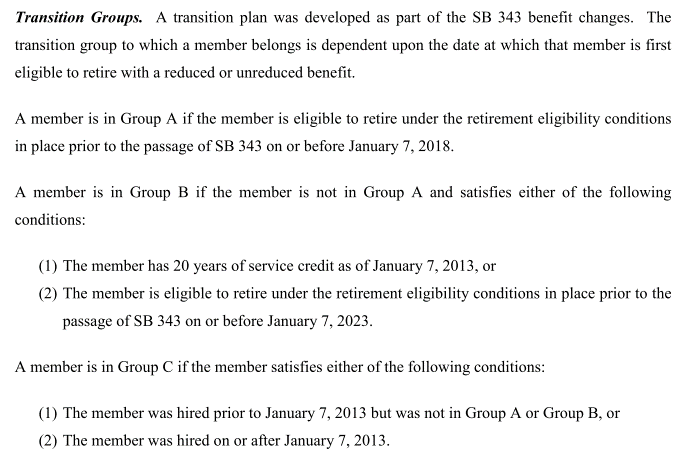 Transition Groups. A transition plan was developed as part of the SB 343 benefit changes. The
transition group to which a member belongs is dependent upon the date at which that member is first
eligible to retire with a reduced or unreduced benefit.
A member is in Group A if the member is eligible to retire under the retirement eligibility conditions
in place prior to the passage of SB 343 on or before January 7, 2018.
A member is in Group B if the member is not in Group A and satisfies either of the following
conditions:
(1) The member has 20 years of service credit as of January 7, 2013, or
(2) The member is eligible to retire under the retirement eligibility conditions in place prior to the
passage of SB 343 on or before January 7, 2023.
A member is in Group C if the member satisfies either of the following conditions:
(1) The member was hired prior to January 7, 2013 but was not in Group A or Group B, or
(2) The member was hired on or after January 7, 2013.